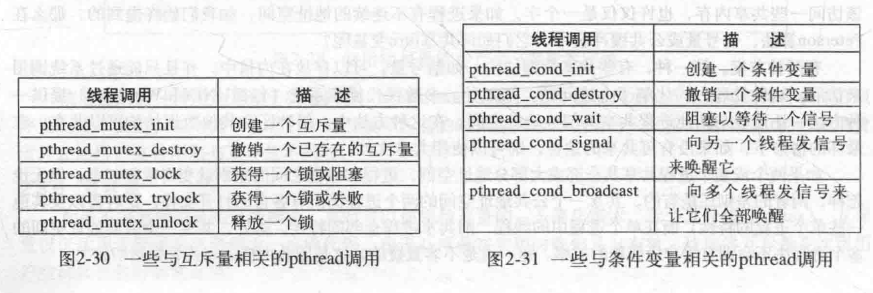 线程调用 描 述
pthread_mutex_init 创建一个互斥量
pthread_mutex_destroy 撤销一个已存在的互斥量
pthread_mutex_lock 获得一个锁或阻塞
pthread_mutex_trylock 获得一个锁或失败
pthread_mutex_unlock 释放一个锁
图2-30 一些与互斥量相关的pthread调用
线程调用 描 述
pthread_cond_init 创建一个条件变量
pthread_cond_destroy 撤销一个条件变量
pthread_cond_wait 阻塞以等待一个信号
pthread_cond_signal 向另一个线程发信号
来唤醒它
pthread_cond_broadcast 向多个线程发信号来
让它们全部唤醒
图2-31 一些与条件变量相关的pthread调用